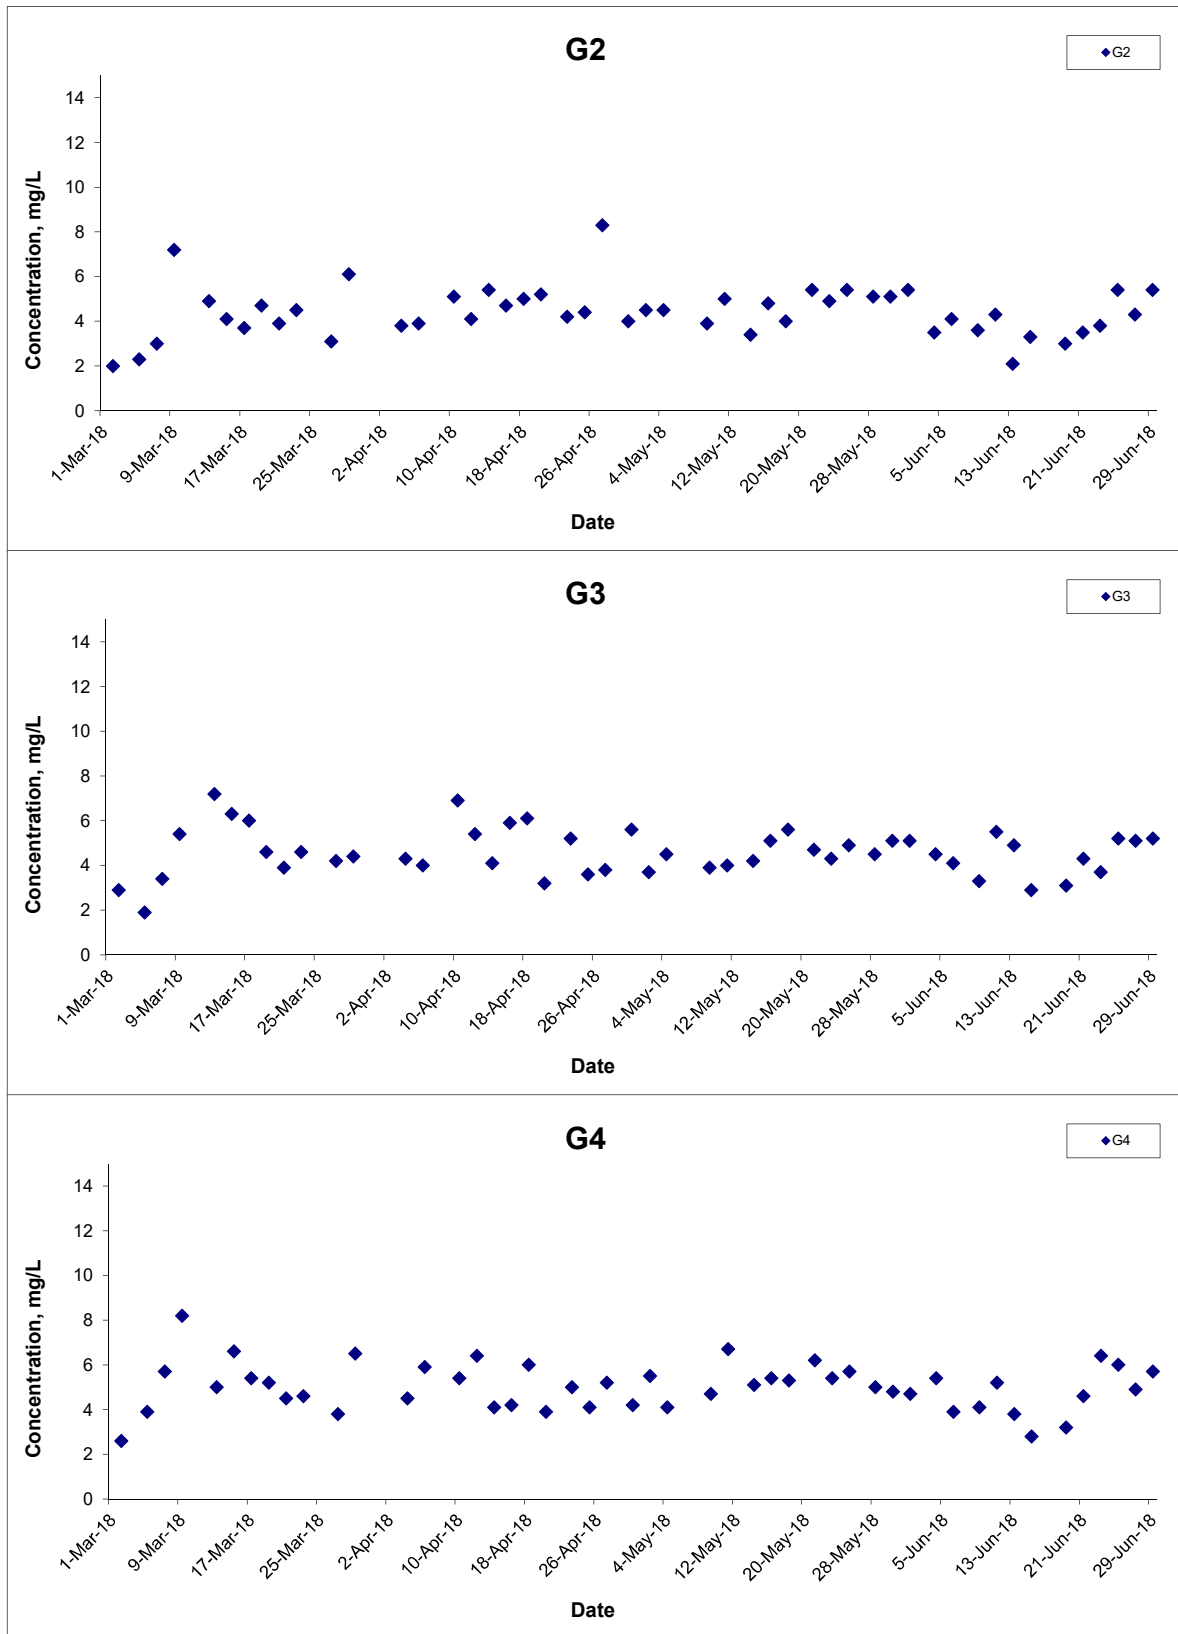 G2
G2
14
12
10
8
6
4
2
0
Concentration, mg/L
1-Mar-18
9-Mar-18
17-Mar-18
25-Mar-18
2-Apr-18
10-Apr-18
18-Apr-18
26-Apr-18
4-May-18
12-May-18
20-May-18
28-May-18
5-Jun-18
13-Jun-18
21-Jun-18
29-Jun-18
Date
G3
G3
14
12
10
8
6
4
2
0
Concentration, mg/L
1-Mar-18
9-Mar-18
17-Mar-18
25-Mar-18
2-Apr-18
10-Apr-18
18-Apr-18
26-Apr-18
4-May-18
12-May-18
20-May-18
28-May-18
5-Jun-18
13-Jun-18
21-Jun-18
29-Jun-18
Date
G4
G4
14
12
10
8
6
4
2
0
Concentration, mg/L
1-Mar-18
9-Mar-18
17-Mar-18
25-Mar-18
2-Apr-18
10-Apr-18
18-Apr-18
26-Apr-18
4-May-18
12-May-18
20-May-18
28-May-18
5-Jun-18
13-Jun-18
21-Jun-18
29-Jun-18
Date